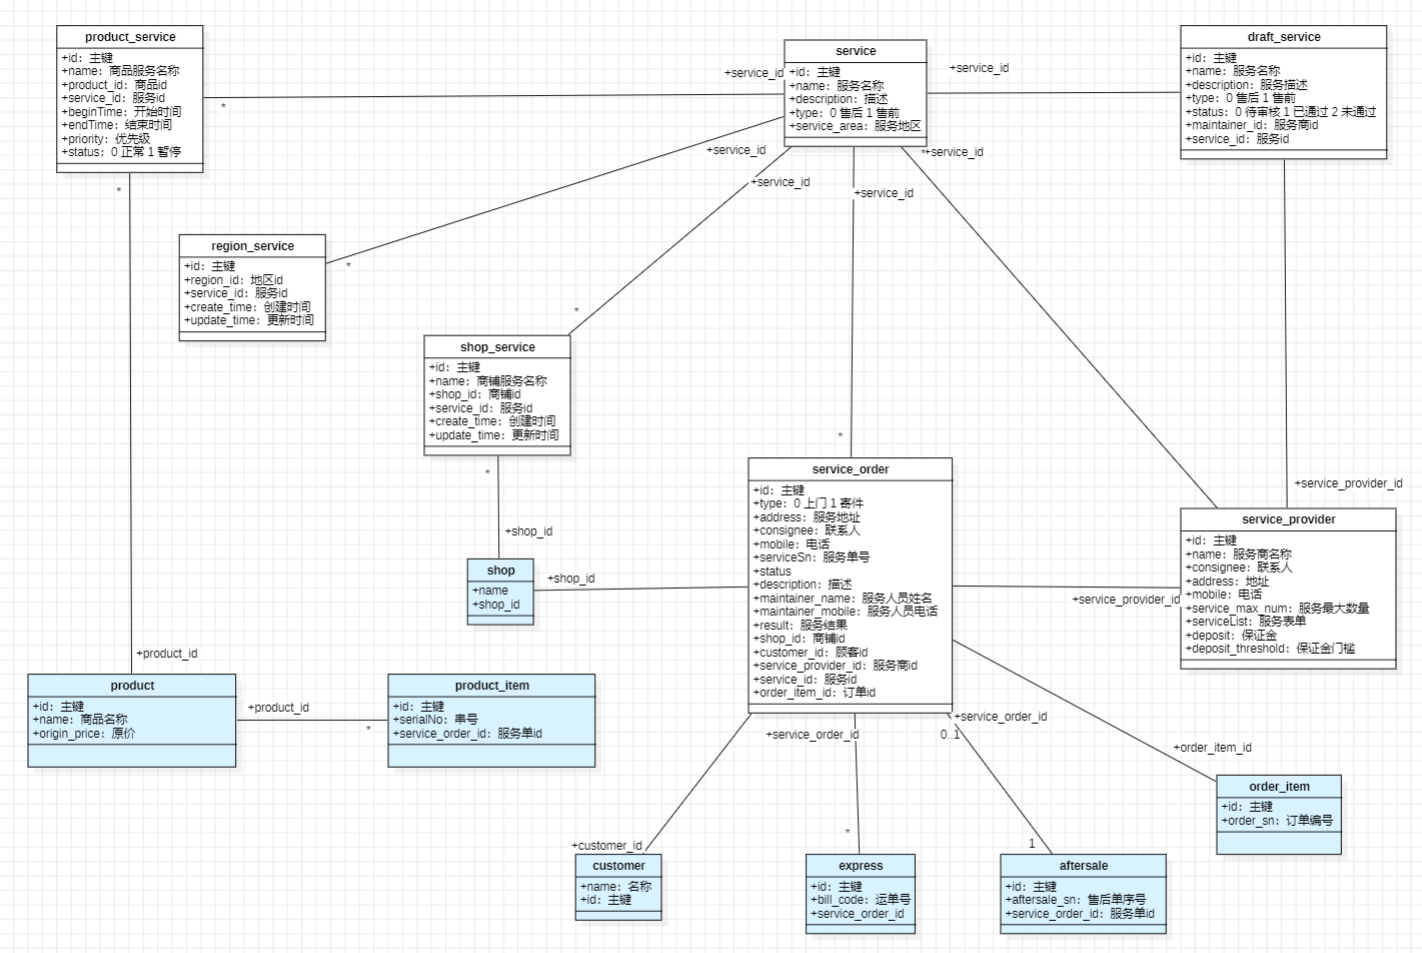 product_service
+id: 主键
+name: 商品服务名称
+product_id: 商品id
+service_id: 服务id
+beginTime: 开始时间
+endTime: 结束时间
+priority: 优先级
+status: 0 正常 1 暂停
*
*
service
+id: 主键
+name: 服务名称
+description: 描述
+type: 0 售后 1 售前
+service_area: 服务地区
+service_id
+service_id
+service_id
+service_id
+service_id
*+service_id
draft_service
+id: 主键
+name: 服务名称
+description: 服务描述
+type: 0 售后 1 售前
+status: 0 待审核 1 已通过 2 未通过
+maintainer_id: 服务商id
+service_id: 服务id
region_service
+id: 主键
+region_id: 地区id
+service_id: 服务id
+create_time: 创建时间
+update_time: 更新时间
*
*
shop_service
+id: 主键
+name: 商铺服务名称
+shop_id: 商铺id
+service_id: 服务id
+create_time: 创建时间
+update_time: 更新时间
*
+shop_id
shop
+name
+shop_id
+shop_id
*
service_order
+id: 主键
+type: 0 上门 1 寄件
+address: 服务地址
+consignee: 联系人
+mobile: 电话
+serviceSn: 服务单号
+status
+description: 描述
+maintainer_name: 服务人员姓名
+maintainer_mobile: 服务人员电话
+result: 服务结果
+shop_id: 商铺id
+customer_id: 顾客id
+service_provider_id: 服务商id
+service_id: 服务id
+order_item_id: 订单id
+service_provider_id
service_provider
+id: 主键
+name: 服务商名称
+consignee: 联系人
+address: 地址
+mobile: 电话
+service_max_num: 服务最大数量
+serviceList: 服务表单
+deposit: 保证金
+deposit_threshold: 保证金门槛
+service_provider_id
+product_id
product
+id: 主键
+name: 商品名称
+origin_price: 原价
+product_id
*
product_item
+id: 主键
+serialNo: 串号
+service_order_id: 服务单id
+service_order_id
0..1
+service_order_id
+order_item_id
order_item
+id: 主键
+order_sn: 订单编号
+customer_id
customer
+name: 名称
+id: 主键
*
express
+id: 主键
+bill_code: 运单号
+service_order_id
1
aftersale
+id: 主键
+aftersale_sn: 售后单序号
+service_order_id: 服务单id